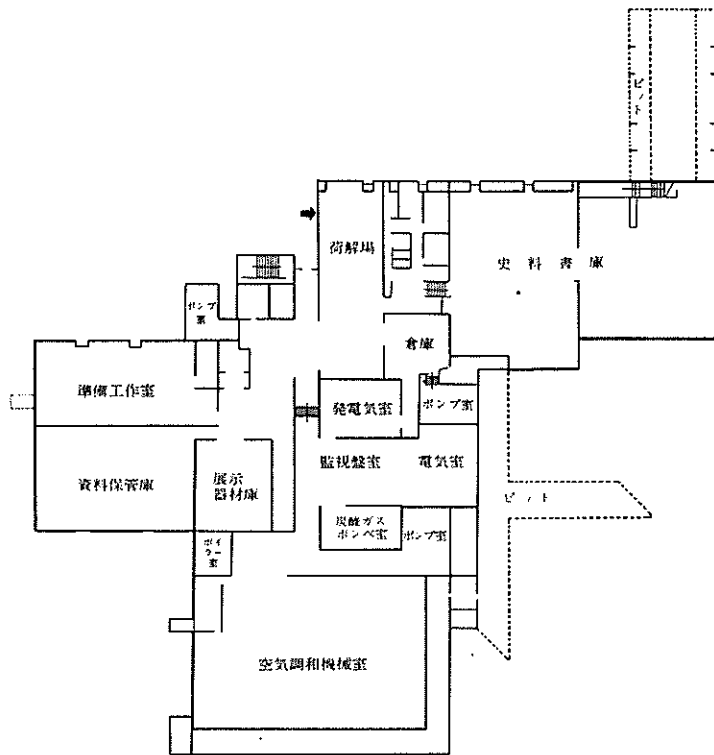 ピット
荷解場
史料書庫
ポンプ
室
倉庫
準備工作室
発電気室
ポンプ室
監視盤室
電気室
資料保管庫
展示
器材庫
ピット
炭酸ガス
ボンベ室
ポンプ室
ボイ
ラー
室
空気調和機械室